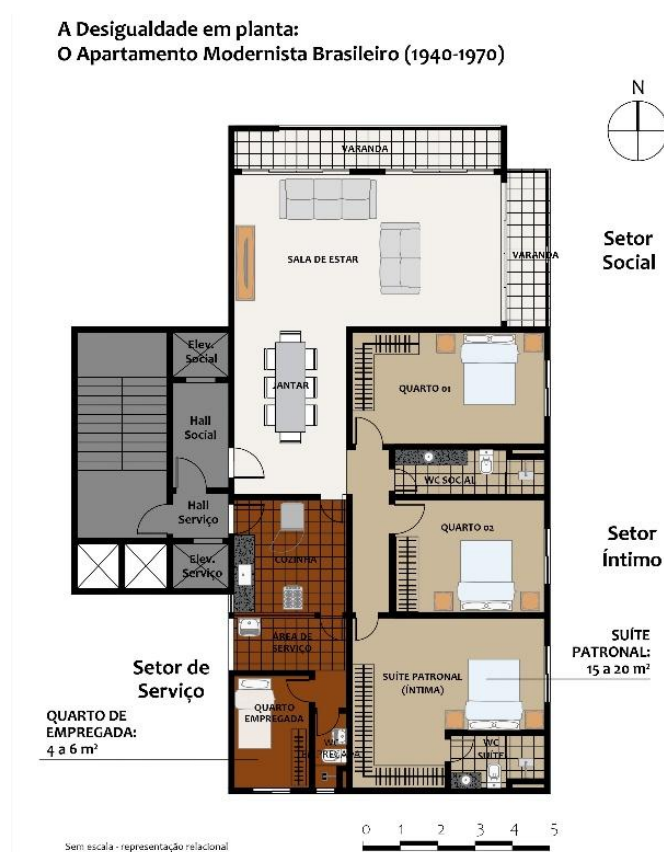 A Desigualdade em planta:
O Apartamento Modernista Brasileiro (1940-1970)
N
VARANDA
SALA DE ESTAR
VARANDA
Setor
Social
Elev.
Social
JANTAR
QUARTO 01
Hall
Social
WC SOCIAL
Hall
Serviço
QUARTO 02
Setor
Íntimo
Elev.
Serviço
COZINHA
ÁREA DE
SERVIÇO
SUÍTE
PATRONAL:
15 a 20 m²
Setor de
Serviço
SUÍTE PATRONAL
(ÍNTIMA)
QUARTO DE
EMPREGADA:
4 a 6 m²
QUARTO
EMPREGADA
WC
EMPREGADA
WC
SUÍTE
0 1 2 3 4 5
Sem escala - representação relacional